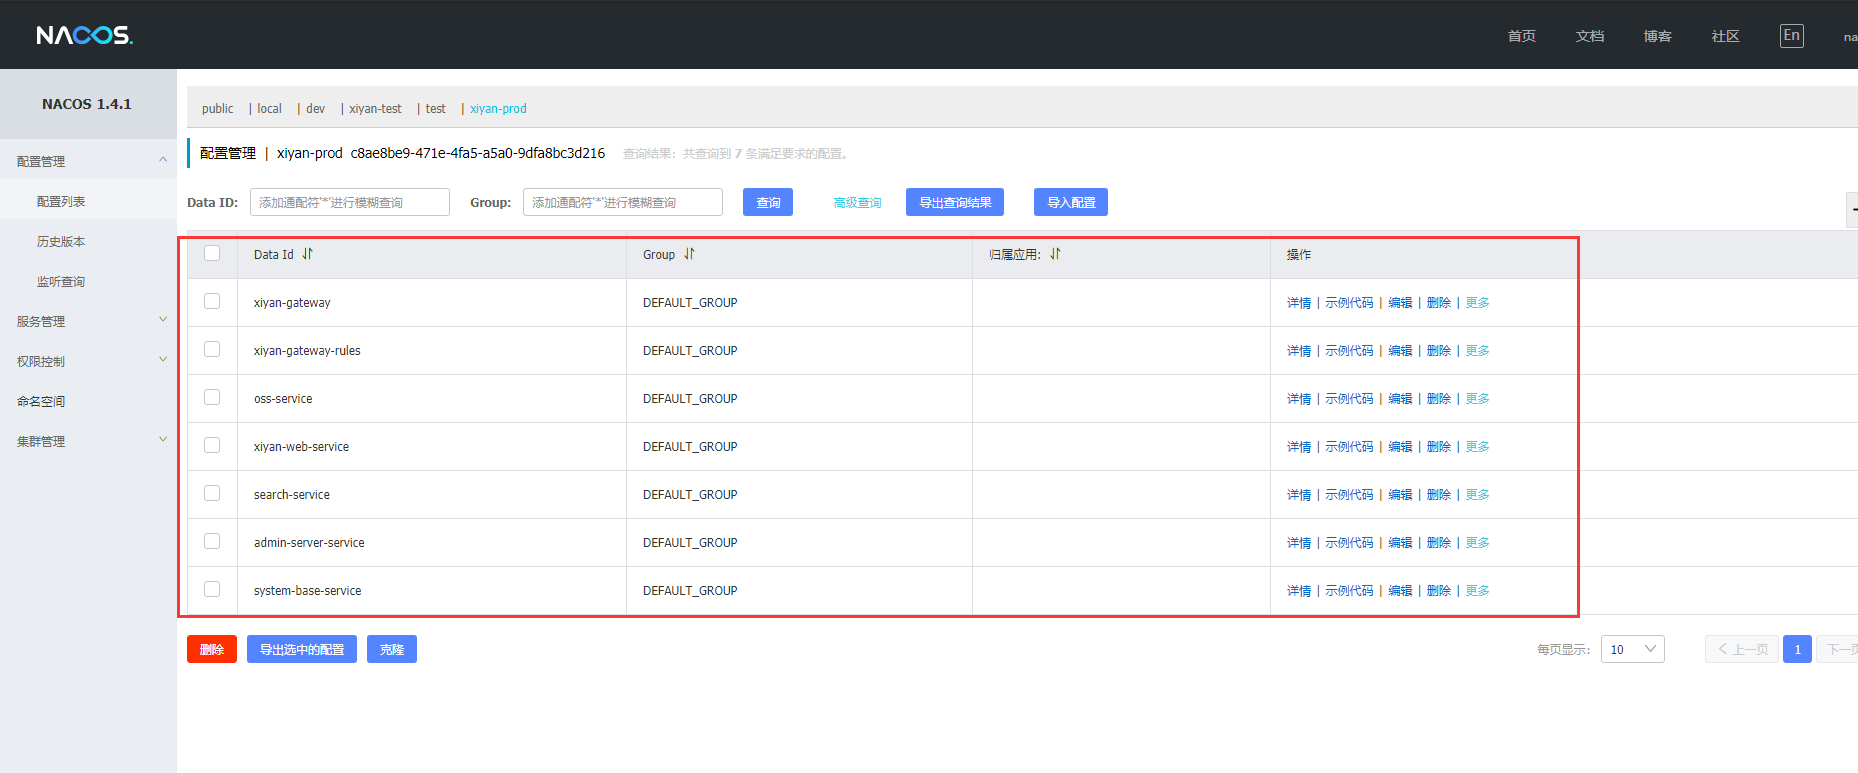 NACOS.
首页 文档 博客 社区 En na
NACOS 1.4.1
配置管理
配置列表
历史版本
监听查询
服务管理
权限控制
命名空间
集群管理
public | local | dev | xiyan-test | test | xiyan-prod
配置管理 | xiyan-prod c8ae8be9-471e-4fa5-a5a0-9dfa8bc3d216 查询结果：共查询到 7 条满足要求的配置。
Data ID: 添加通配符'*'进行模糊查询 Group: 添加通配符'*'进行模糊查询 查询 高级查询 导出查询结果 导入配置
Data Id Group 归属应用: 操作
xiyan-gateway DEFAULT_GROUP 详情 | 示例代码 | 编辑 | 删除 | 更多
xiyan-gateway-rules DEFAULT_GROUP 详情 | 示例代码 | 编辑 | 删除 | 更多
oss-service DEFAULT_GROUP 详情 | 示例代码 | 编辑 | 删除 | 更多
xiyan-web-service DEFAULT_GROUP 详情 | 示例代码 | 编辑 | 删除 | 更多
search-service DEFAULT_GROUP 详情 | 示例代码 | 编辑 | 删除 | 更多
admin-server-service DEFAULT_GROUP 详情 | 示例代码 | 编辑 | 删除 | 更多
system-base-service DEFAULT_GROUP 详情 | 示例代码 | 编辑 | 删除 | 更多
删除 导出选中的配置 克隆 每页显示: 10 上一页 1 下一页